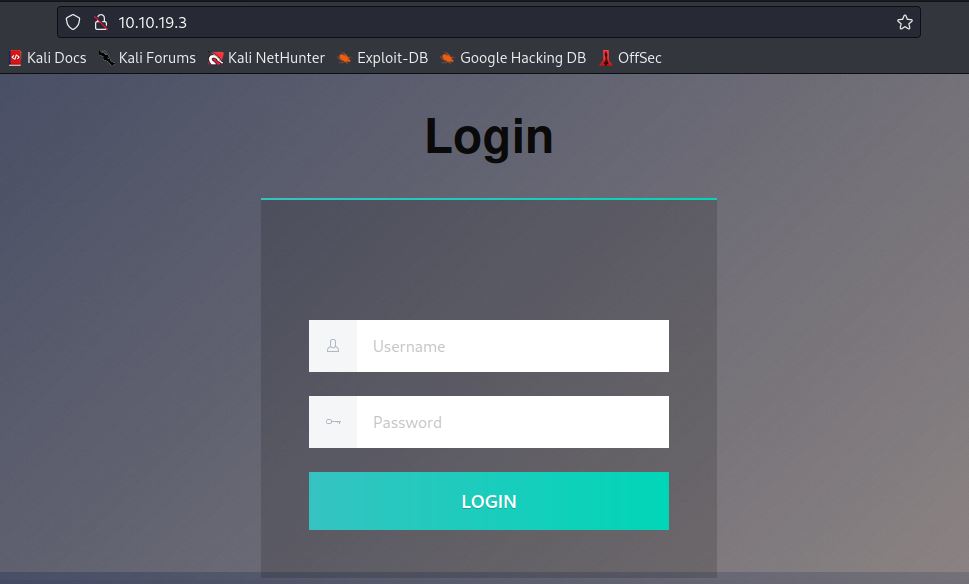 10.10.19.3
Kali Docs Kali Forums Kali NetHunter Exploit-DB Google Hacking DB OffSec
Login
Username
Password
LOGIN